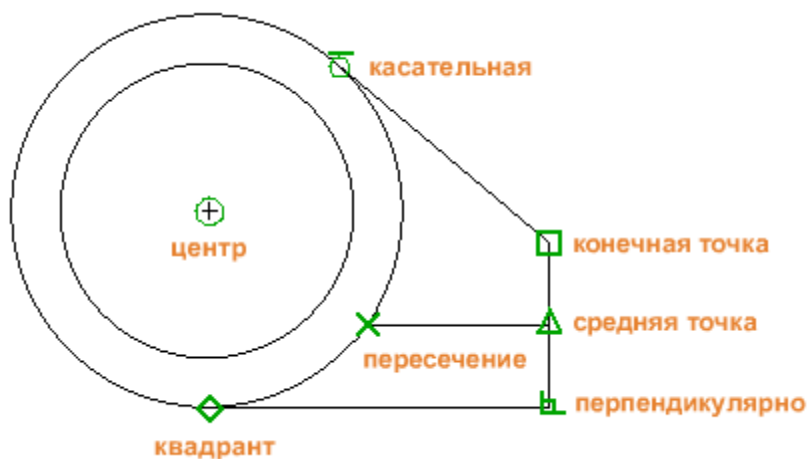 касательная
центр
конечная точка
средняя точка
пересечение
перпендикулярно
квадрант